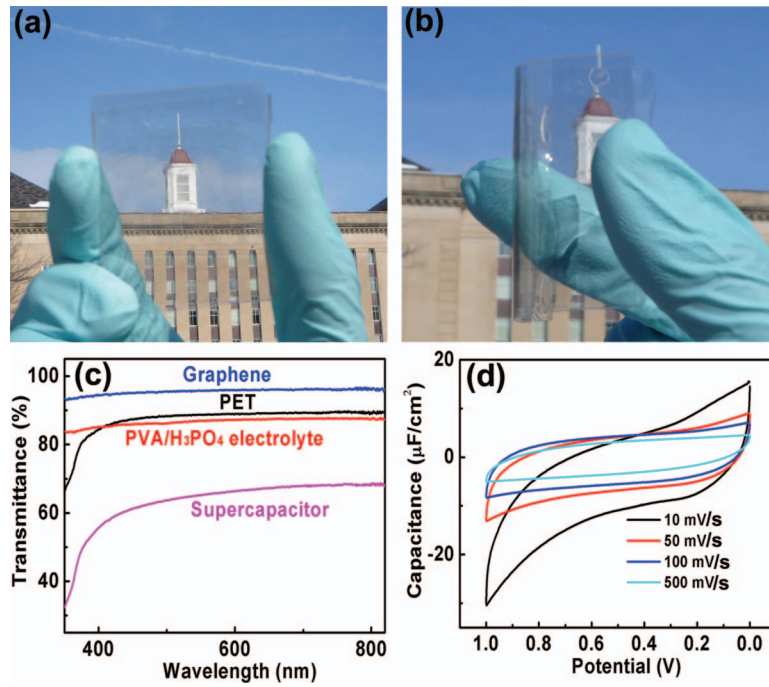 (a)
(b)
(c)
Graphene
PET
PVA/H₃PO₄ electrolyte
Supercapacitor
100
80
60
40
400
600
800
Transmittance (%)
Wavelength (nm)
(d)
20
0
-20
1.0
0.8
0.6
0.4
0.2
0.0
Capacitance (μF/cm²)
Potential (V)
10 mV/s
50 mV/s
100 mV/s
500 mV/s